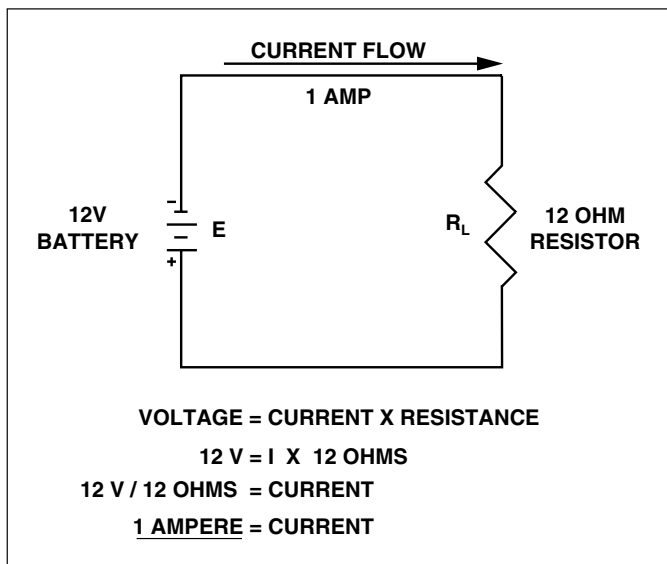 CURRENT FLOW
1 AMP
12V
BATTERY
-
+
E
R_L
12 OHM
RESISTOR
VOLTAGE = CURRENT X RESISTANCE
12 V = I X 12 OHMS
12 V / 12 OHMS = CURRENT
1 AMPERE = CURRENT